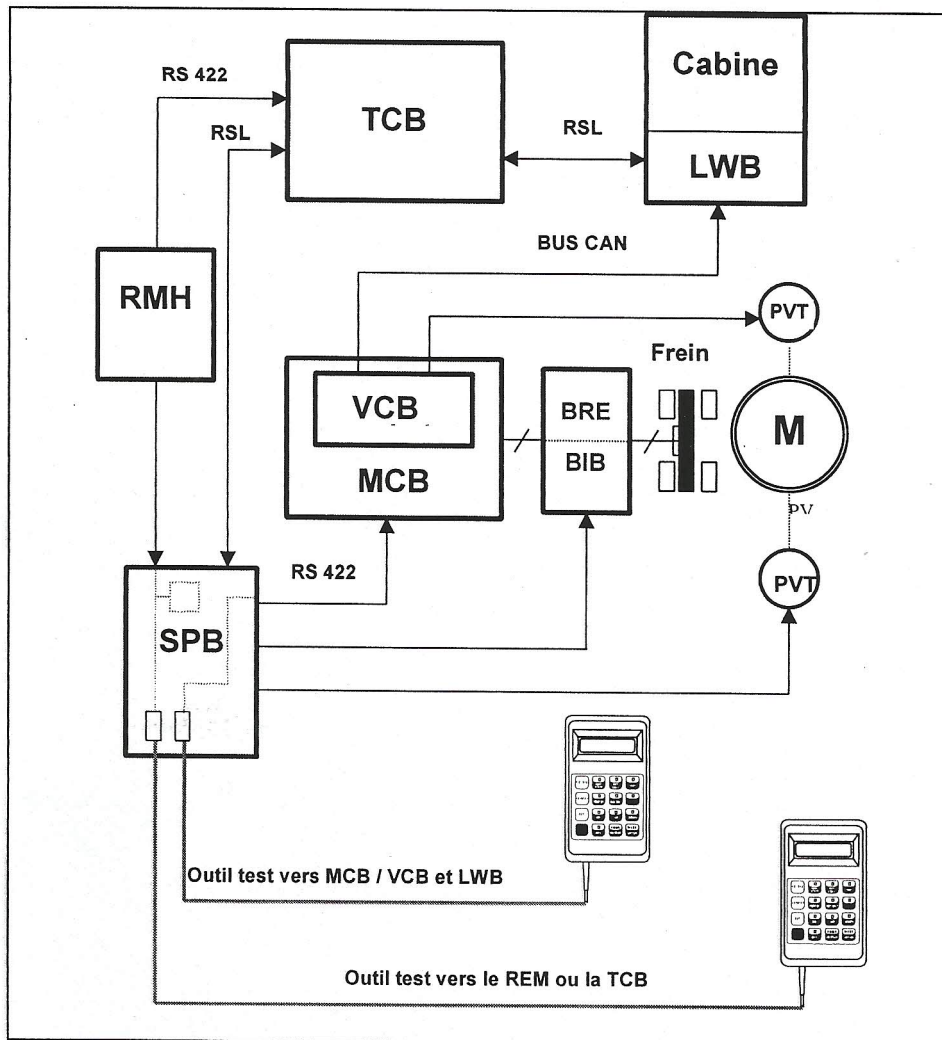 RS 422
RSL
TCB
RSL
Cabine
LWB
BUS CAN
RMH
PVT
Frein
VCB
MCB
BRE
BIB
M
PV
RS 422
PVT
SPB
Outil test vers MCB / VCB et LWB
Outil test vers le REM ou la TCB